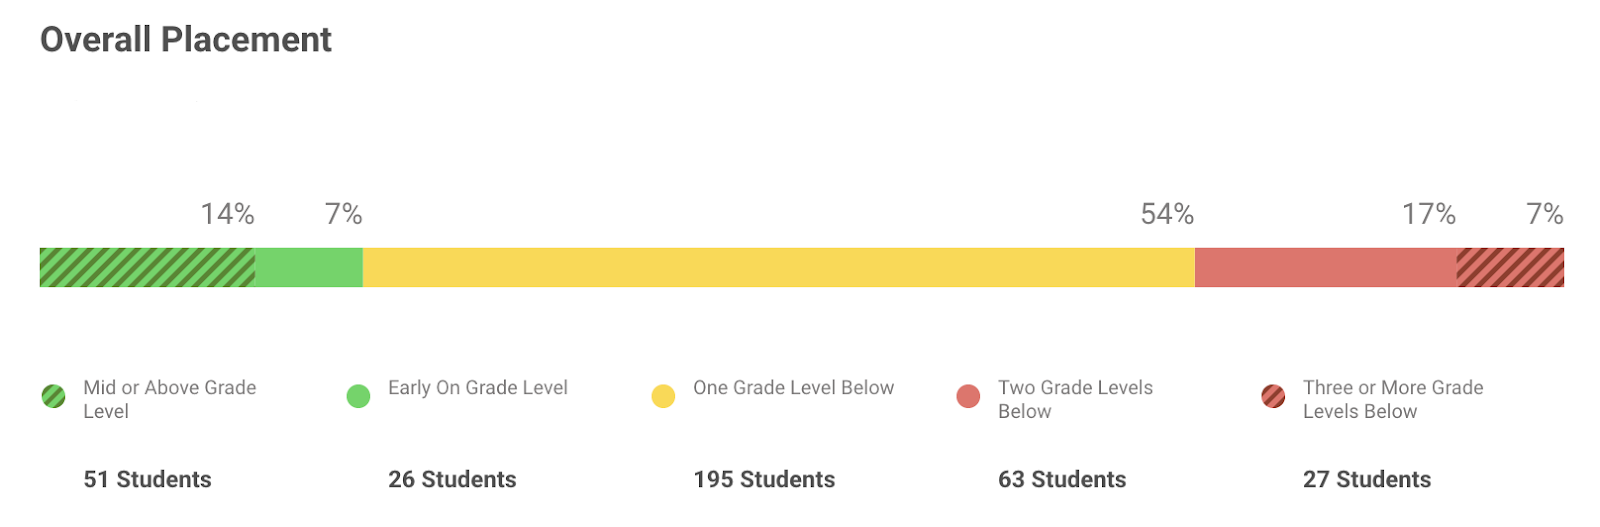 Overall Placement
14% 7% 54% 17% 7%
Mid or Above Grade
Level
51 Students
Early On Grade Level
26 Students
One Grade Level Below
195 Students
Two Grade Levels
Below
63 Students
Three or More Grade
Levels Below
27 Students